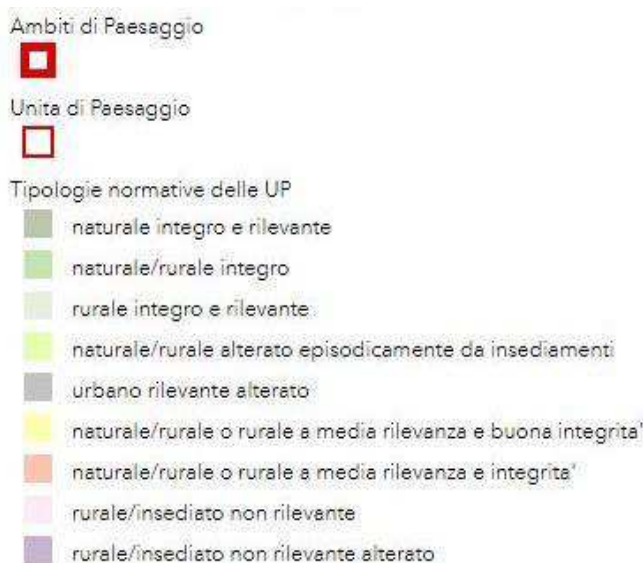 Ambiti di Paesaggio
Unita di Paesaggio
Tipologie normative delle UP
naturale integro e rilevante
naturale/rurale integro
rurale integro e rilevante
naturale/rurale alterato episodicamente da insediamenti
urbano rilevante alterato
naturale/rurale o rurale a media rilevanza e buona integrita'
naturale/rurale o rurale a media rilevanza e integrita'
rurale/insediato non rilevante
rurale/insediato non rilevante alterato